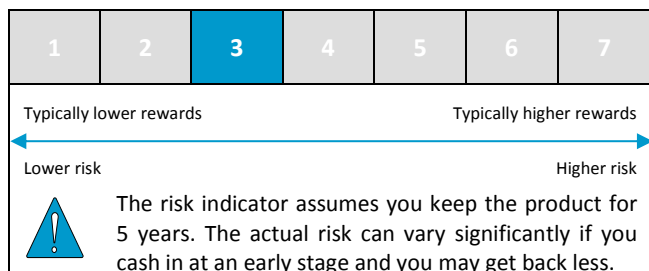 1 2 3 4 5 6 7
Typically lower rewards Typically higher rewards
Lower risk Higher risk
The risk indicator assumes you keep the product for
5 years. The actual risk can vary significantly if you
cash in at an early stage and you may get back less.